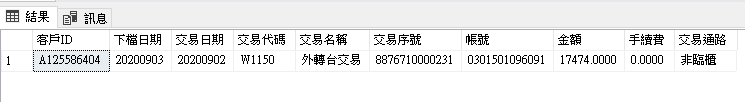 結果 訊息
客戶ID 下檔日期 交易日期 交易代碼 交易名稱 交易序號 帳號 金額 手續費 交易通路
1 A125586404 20200903 20200902 W1150 外轉台交易 8876710000231 0301501096091 17474.0000 0.0000 非臨櫃